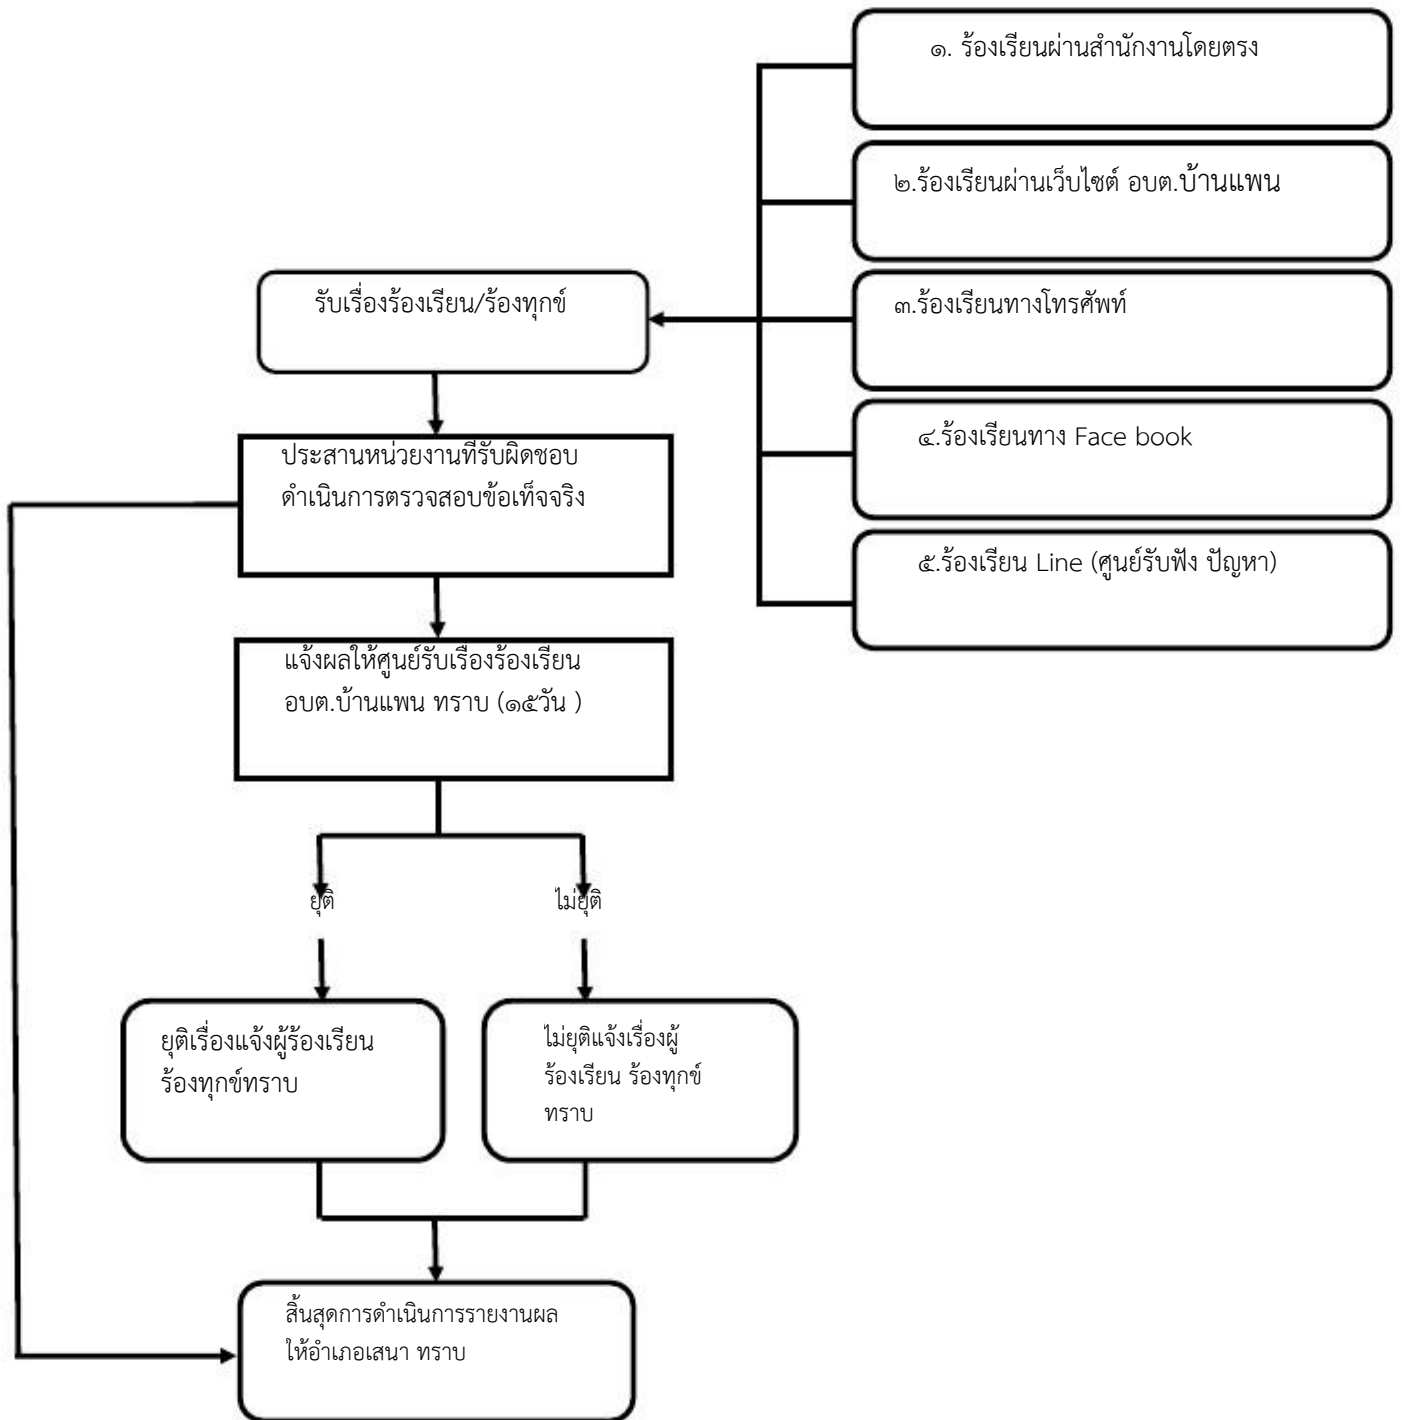 ๑. ร้องเรียนผ่านสำนักงานโดยตรง
๒.ร้องเรียนผ่านเว็บไซต์ อบต.บ้านแพน
๓.ร้องเรียนทางโทรศัพท์
๔.ร้องเรียนทาง Face book
๕.ร้องเรียน Line (ศูนย์รับฟัง ปัญหา)
รับเรื่องร้องเรียน/ร้องทุกข์
ประสานหน่วยงานที่รับผิดชอบ
ดำเนินการตรวจสอบข้อเท็จจริง
แจ้งผลให้ศูนย์รับเรื่องร้องเรียน
อบต.บ้านแพน ทราบ (๑๕วัน )
ยุติ
ไม่ยุติ
ยุติเรื่องแจ้งผู้ร้องเรียน
ร้องทุกข์ทราบ
ไม่ยุติแจ้งเรื่องผู้
ร้องเรียน ร้องทุกข์
ทราบ
สิ้นสุดการดำเนินการรายงานผล
ให้อำเภอเสนา ทราบ